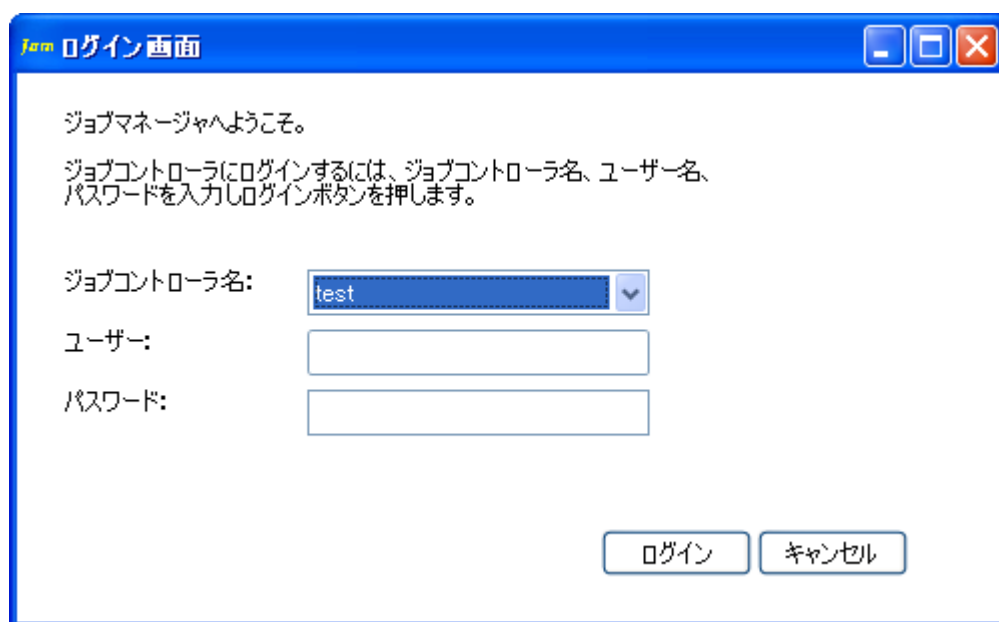 Jam ログイン画面
ジョブマネージャへようこそ。
ジョブコントローラにログインするには、ジョブコントローラ名、ユーザー名、
パスワードを入力しログインボタンを押します。
ジョブコントローラ名: test
ユーザー:
パスワード:
ログイン キャンセル